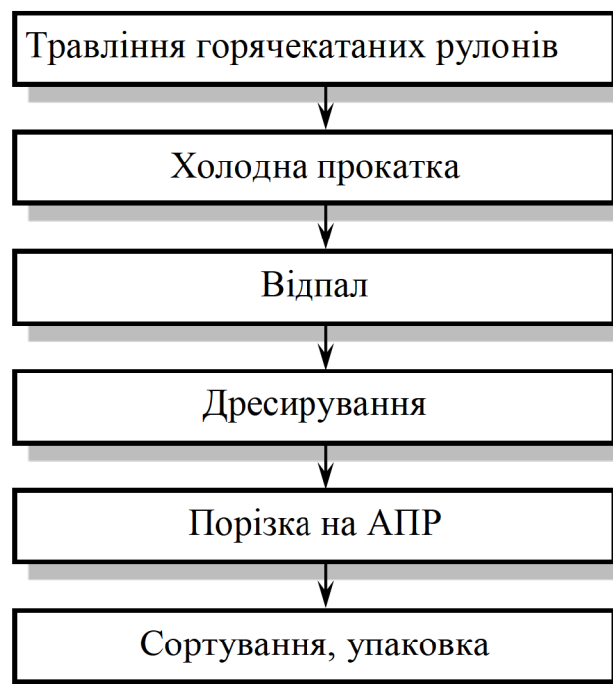 Травління горячекатаних рулонів
Холодна прокатка
Відпал
Дресирування
Порізка на АПР
Сортування, упаковка